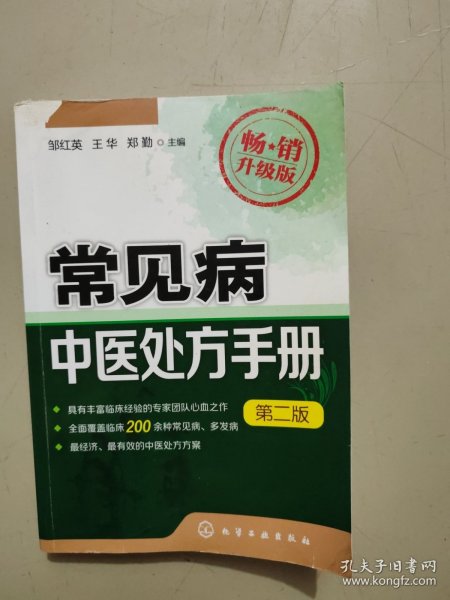 邹红英 王华 郑勤 主编
畅★销
升级版
常见病
中医处方手册
具有丰富临床经验的专家团队心血之作
全面覆盖临床200余种常见病、多发病
最经济、最有效的中医处方方案
第二版
化学工业出版社
孔夫子旧书网
www.kongfz.com